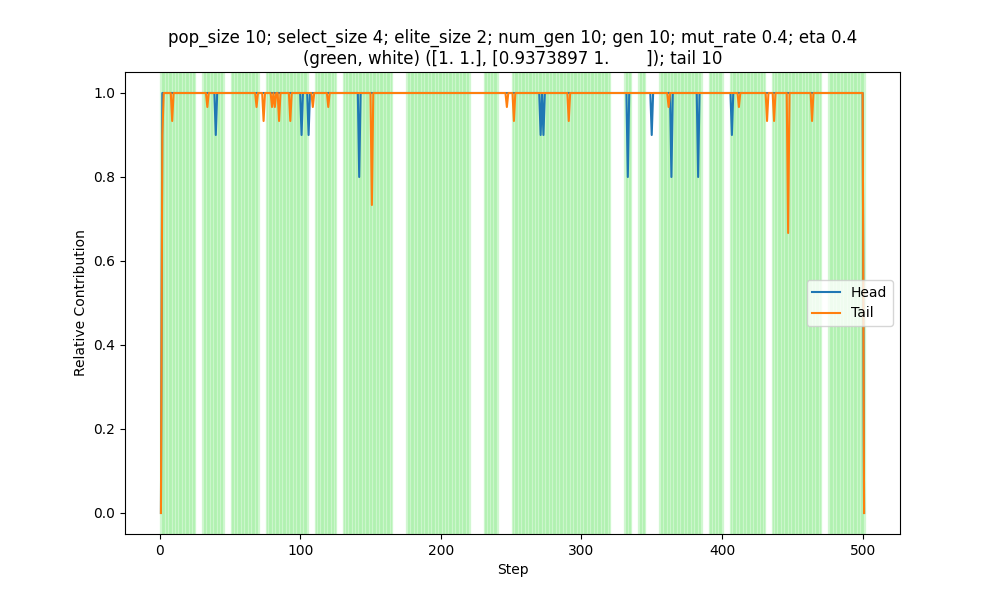 pop_size 10; select_size 4; elite_size 2; num_gen 10; gen 10; mut_rate 0.4; eta 0.4
(green, white) ([1. 1.], [0.9373897 1.        ]); tail 10
1.0
0.8
0.6
0.4
0.2
0.0
Relative Contribution
Head
Tail
0
100
200
300
400
500
Step